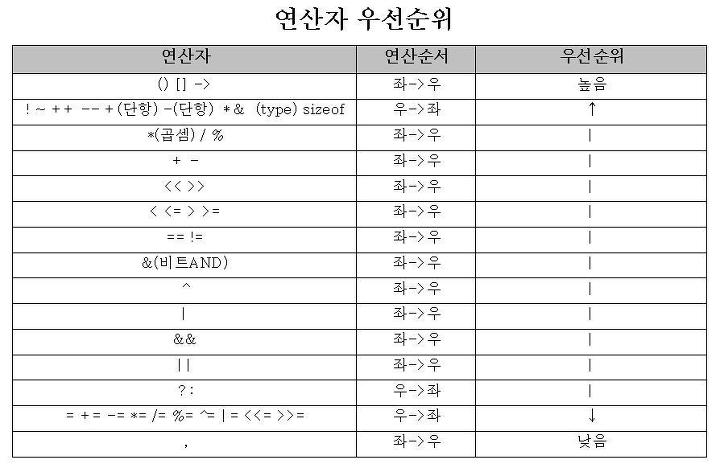 연산자 우선순위
연산자 연산순서 우선순위
() [] -> 좌->우 높음
! ~ ++ -- +(단항) -(단항) * & (type) sizeof 우->좌 ↑
*(곱셈) / % 좌->우 |
+ - 좌->우 |
<< >> 좌->우 |
< <= > >= 좌->우 |
== != 좌->우 |
&(비트AND) 좌->우 |
^ 좌->우 |
| 좌->우 |
&& 좌->우 |
|| 좌->우 |
?: 우->좌 |
= += -= *= /= %= ^= |= <<= >>= 우->좌 ↓
, 좌->우 낮음